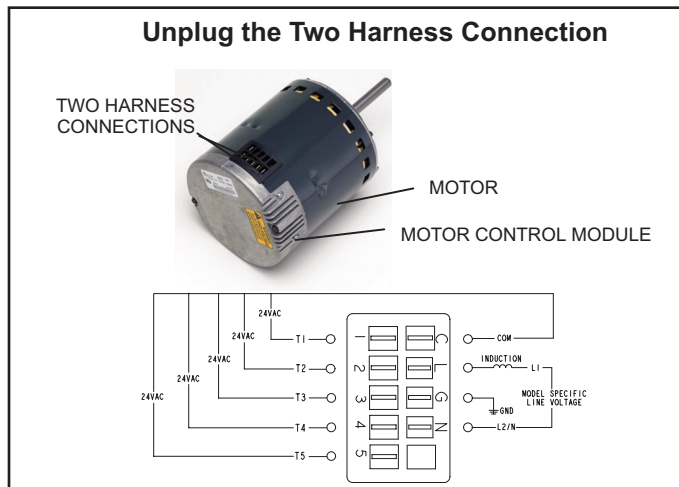 Unplug the Two Harness Connection
TWO HARNESS
CONNECTIONS
MOTOR
MOTOR CONTROL MODULE
24VAC
24VAC
24VAC
24VAC
24VAC
T1
T2
T3
T4
T5
1
2
3
4
5
C
L
G
N
COM
INDUCTION
L1
MODEL SPECIFIC
LINE VOLTAGE
GND
L2/N